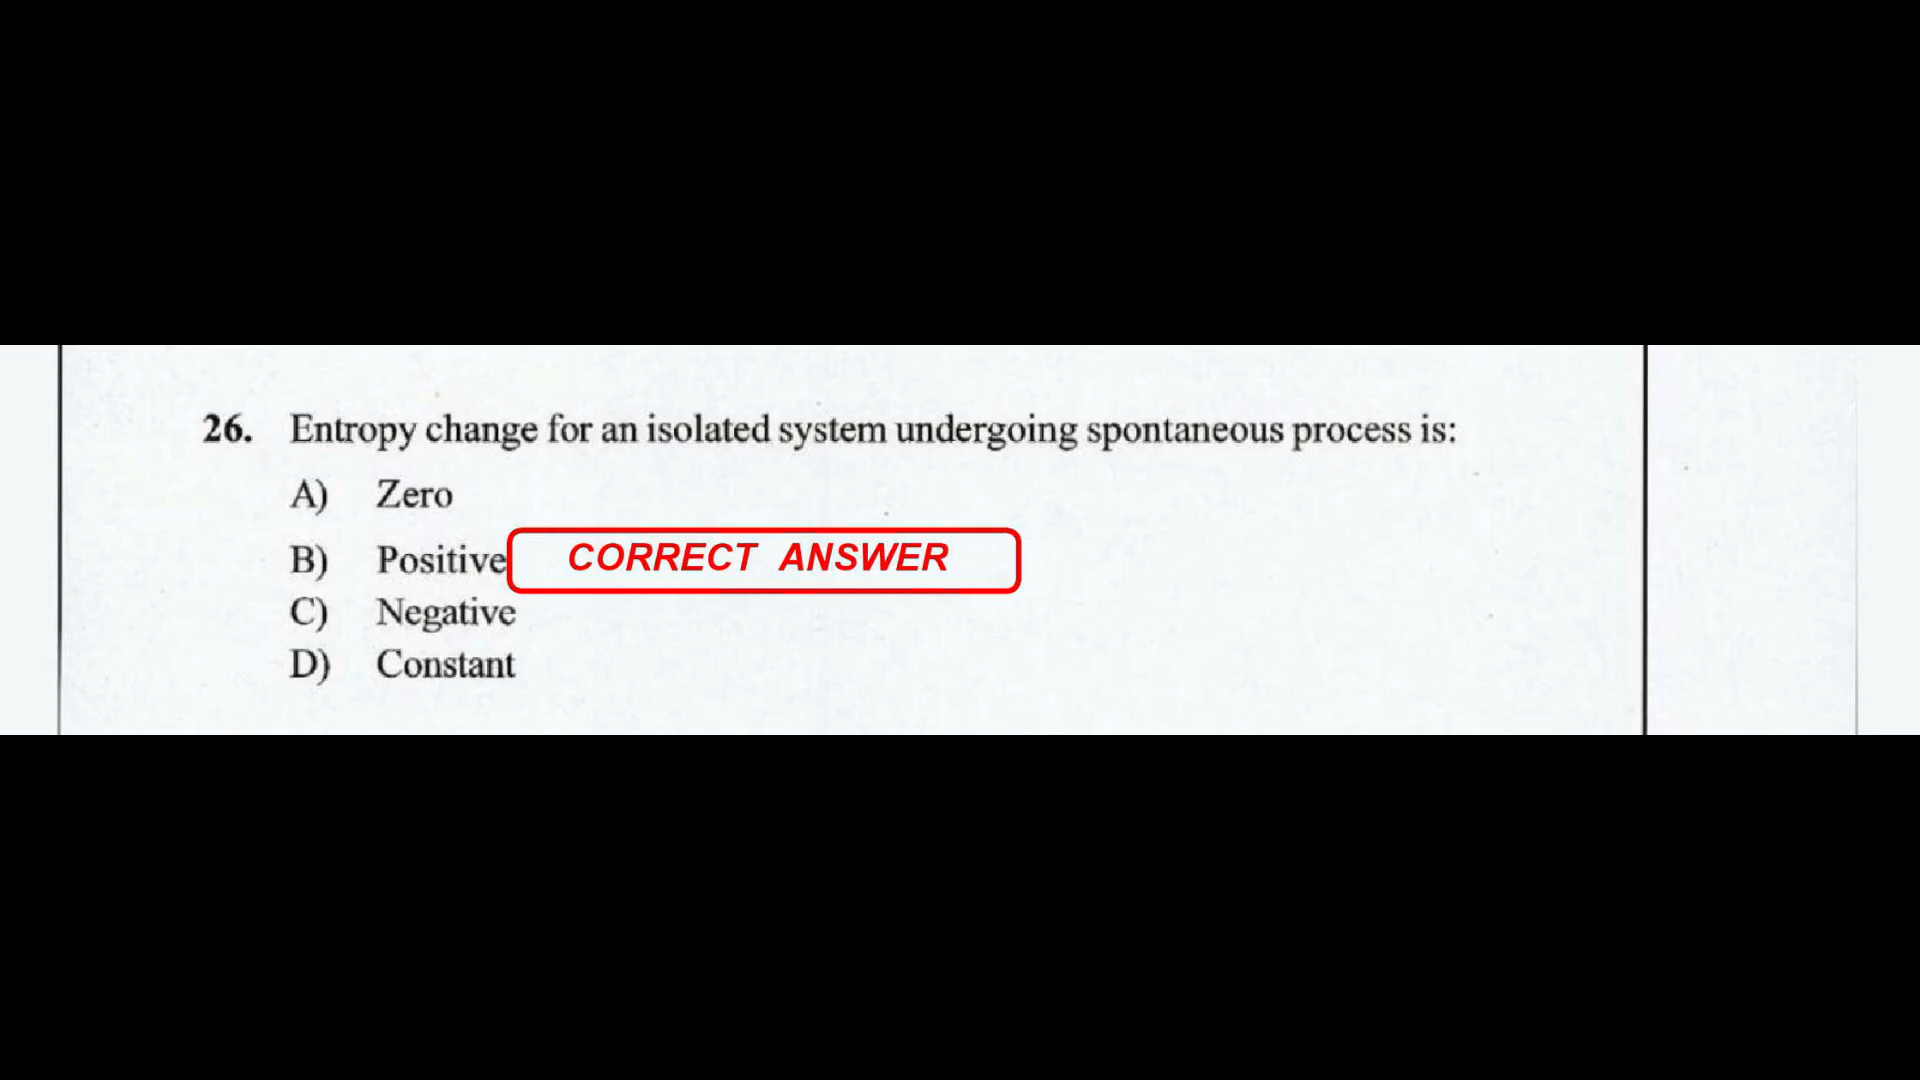 26. Entropy change for an isolated system undergoing spontaneous process is:
A) Zero
B) Positive CORRECT ANSWER
C) Negative
D) Constant